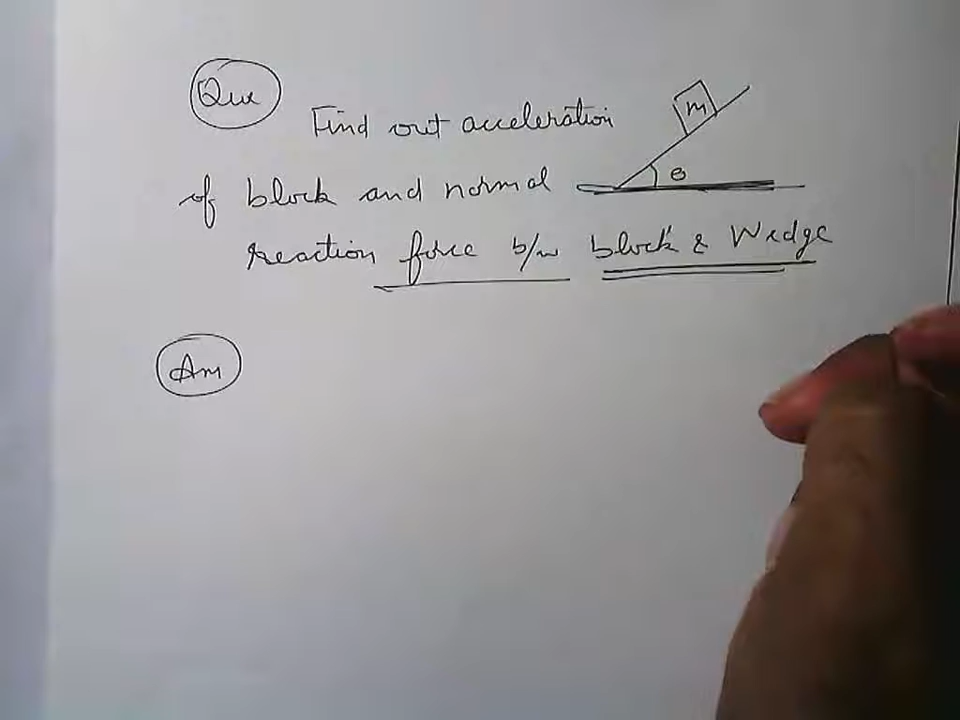 Que
Find out acceleration
of block and normal
reaction force b/w block & Wedge
m
θ
Ans